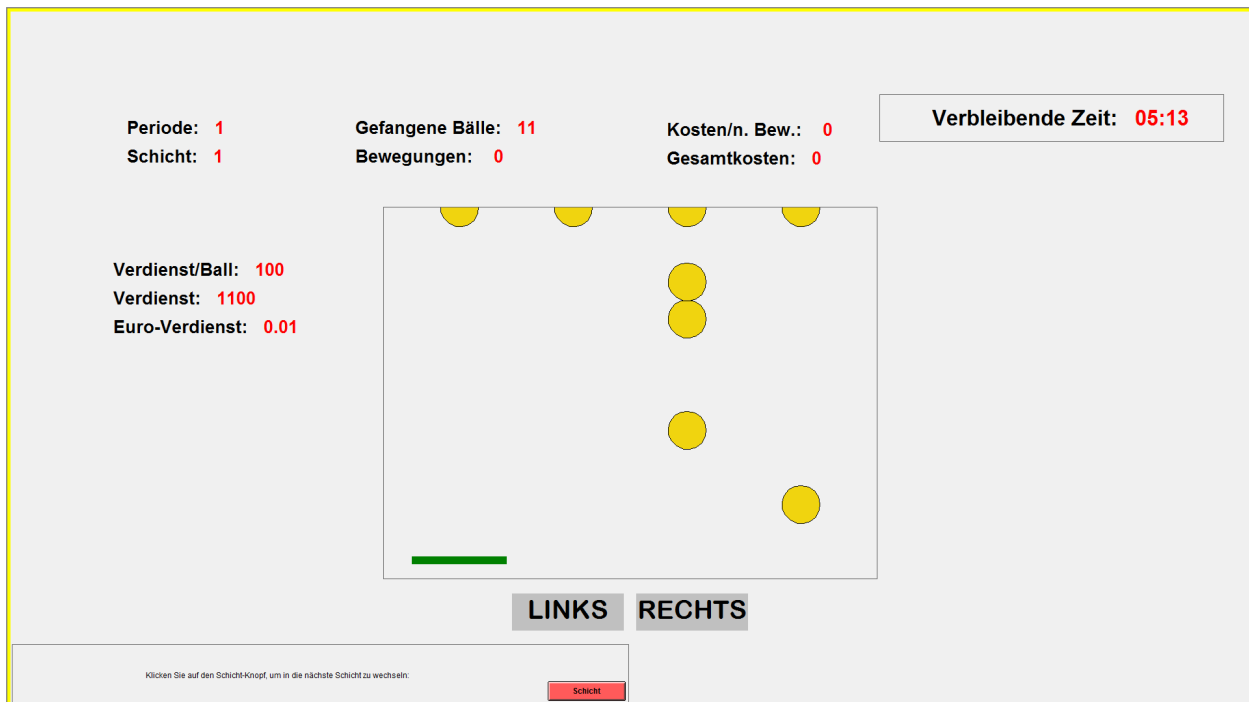 Verbleibende Zeit: 05:13
Periode: 1
Gefangene Bälle: 11
Kosten/n. Bew.: 0
Schicht: 1
Bewegungen: 0
Gesamtkosten: 0
Verdienst/Ball: 100
Verdienst: 1100
Euro-Verdienst: 0.01
LINKS
RECHTS
Klicken Sie auf den Schicht-Knopf, um in die nächste Schicht zu wechseln:
Schicht